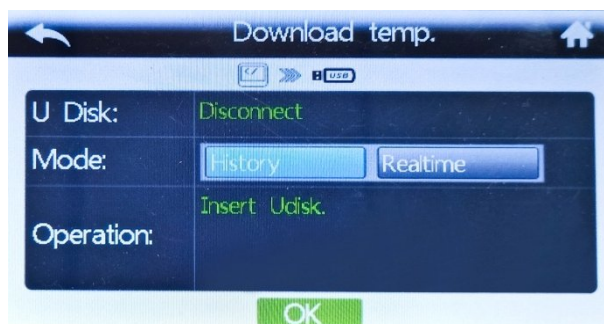 Download temp.
USB
U Disk: Disconnect
Mode: History Realtime
Insert Udisk.
Operation:
OK